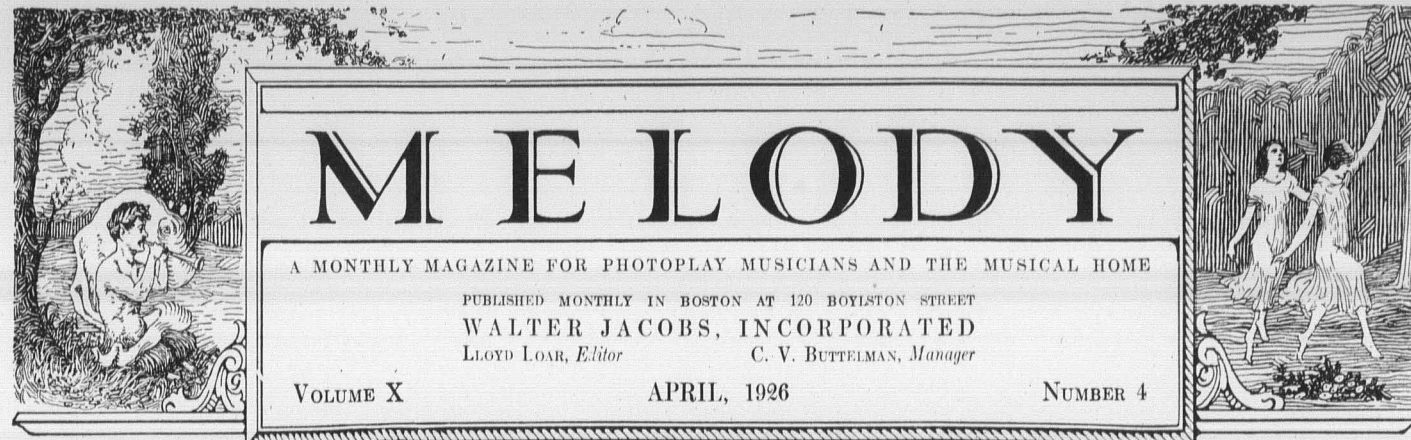 MELODY
A MONTHLY MAGAZINE FOR PHOTOPLAY MUSICIANS AND THE MUSICAL HOME
PUBLISHED MONTHLY IN BOSTON AT 120 BOYLSTON STREET
WALTER JACOBS, INCORPORATED
LLOYD LOAR, Editor C. V. BUTTELMAN, Manager
VOLUME X APRIL, 1926 NUMBER 4